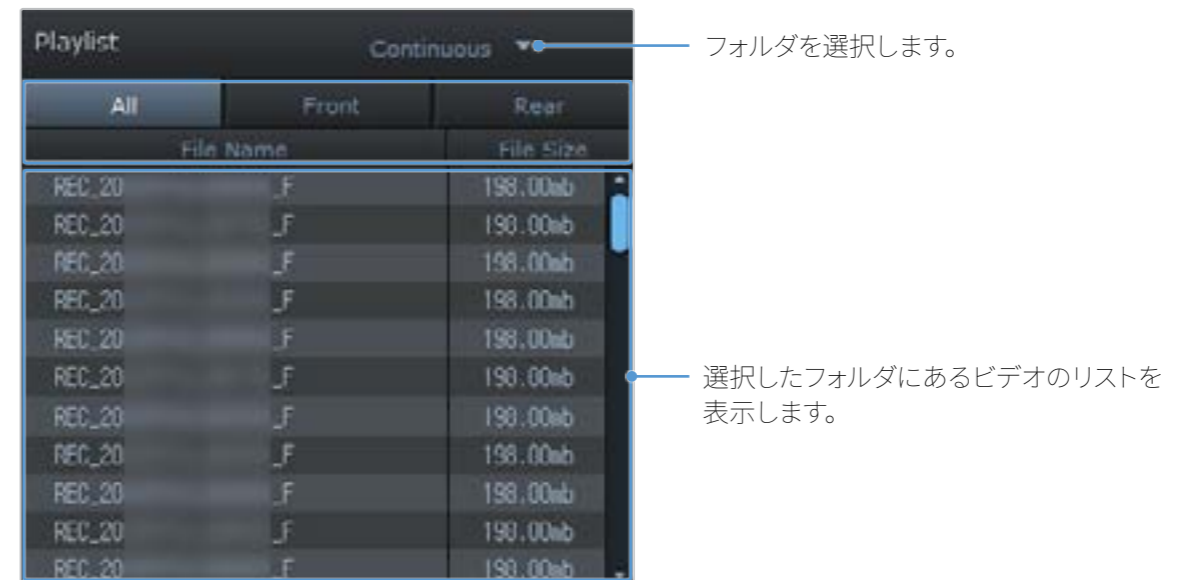 Playlist
Continuous
フォルダを選択します。
All Front Rear
File Name File Size
REC_20 _F 198.00mb
REC_20 _F 198.00mb
REC_20 _F 198.00mb
REC_20 _F 198.00mb
REC_20 _F 198.00mb
REC_20 _F 198.00mb
選択したフォルダにあるビデオのリストを
表示します。
REC_20 _F 198.00mb
REC_20 _F 198.00mb
REC_20 _F 198.00mb
REC_20 _F 198.00mb
REC_20 _F 198.00mb